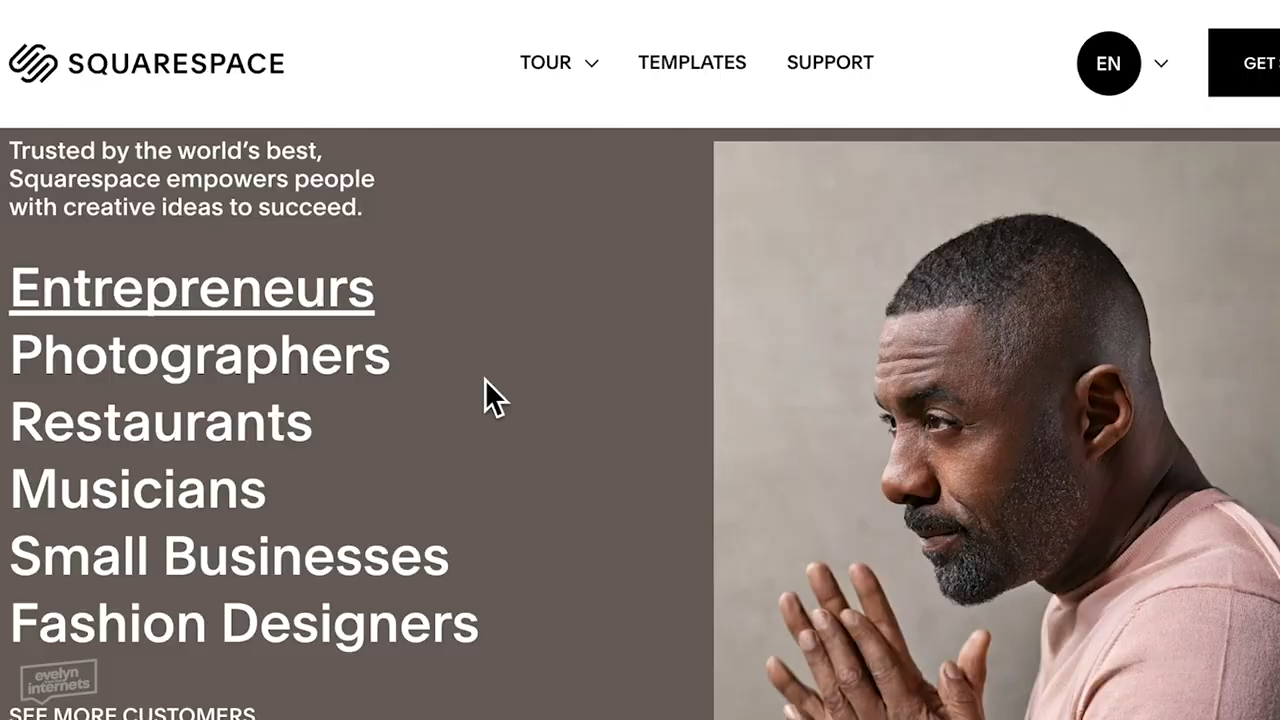 SQUARESPACE
TOUR
TEMPLATES
SUPPORT
EN
GET
Trusted by the world’s best,
Squarespace empowers people
with creative ideas to succeed.
Entrepreneurs
Photographers
Restaurants
Musicians
Small Businesses
Fashion Designers
evelyn
internets
SEE MORE CUSTOMERS